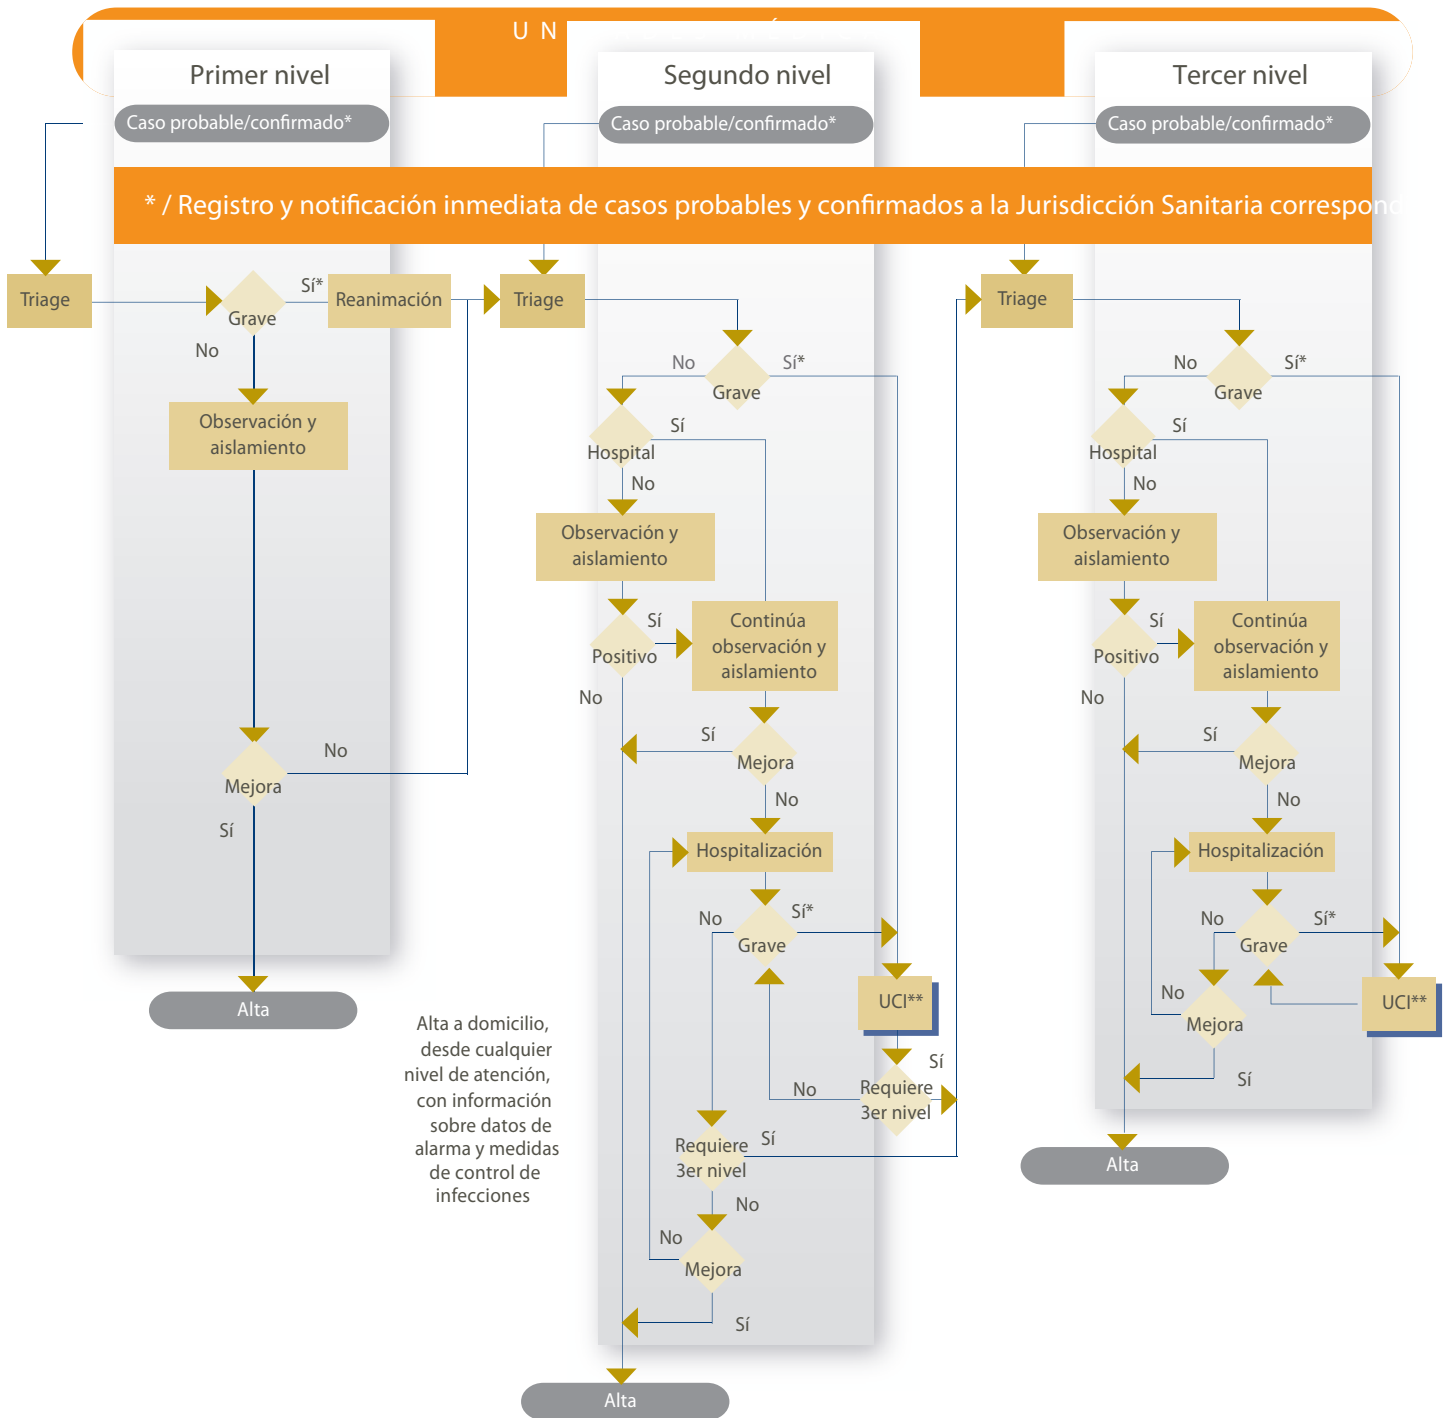 Primer nivel
Caso probable/confirmado*
Segundo nivel
Caso probable/confirmado*
Tercer nivel
Caso probable/confirmado*
* / Registro y notificación inmediata de casos probables y confirmados a la Jurisdicción Sanitaria
Triage
Grave
Sí*
Reanimación
No
Observación y
aislamiento
Mejora
No
Sí
Alta
Alta a domicilio,
desde cualquier
nivel de atención,
con información
sobre datos de
alarma y medidas
de control de
infecciones
Triage
No
Sí*
Grave
Sí
Hospital
No
Observación y
aislamiento
Sí
Positivo
No
Continúa
observación y
aislamiento
Sí
Mejora
No
Hospitalización
No
Sí*
Grave
UCI**
Sí
No
Requiere
3er nivel
Requiere
3er nivel
Sí
No
No
Mejora
Sí
Alta
Triage
No
Sí*
Grave
Sí
Hospital
No
Observación y
aislamiento
Sí
Positivo
No
Continúa
observación y
aislamiento
Sí
Mejora
No
Hospitalización
No
Sí*
Grave
UCI**
No
Mejora
Sí
Alta